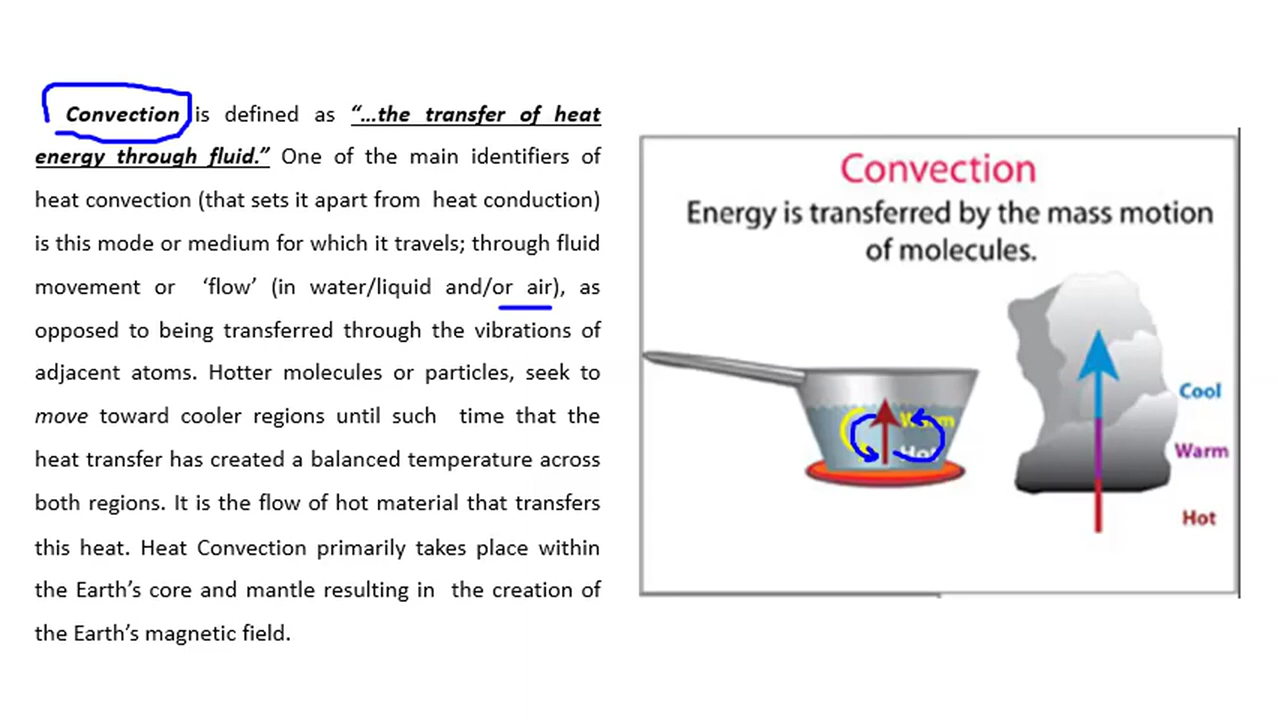 Convection is defined as “...the transfer of heat
energy through fluid.” One of the main identifiers of
heat convection (that sets it apart from heat conduction)
is this mode or medium for which it travels; through fluid
movement or ‘flow’ (in water/liquid and/or air), as
opposed to being transferred through the vibrations of
adjacent atoms. Hotter molecules or particles, seek to
move toward cooler regions until such time that the
heat transfer has created a balanced temperature across
both regions. It is the flow of hot material that transfers
this heat. Heat Convection primarily takes place within
the Earth’s core and mantle resulting in the creation of
the Earth’s magnetic field.
Convection
Energy is transferred by the mass motion
of molecules.
Warm
Hot
Cool
Warm
Hot